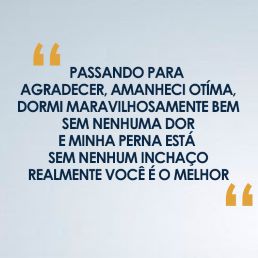 “
PASSANDO PARA
AGRADECER, AMANHECI OTÍMA,
DORMI MARAVILHOSAMENTE BEM
SEM NENHUMA DOR
E MINHA PERNA ESTÁ
SEM NENHUM INCHAÇO
REALMENTE VOCÊ É O MELHOR
“